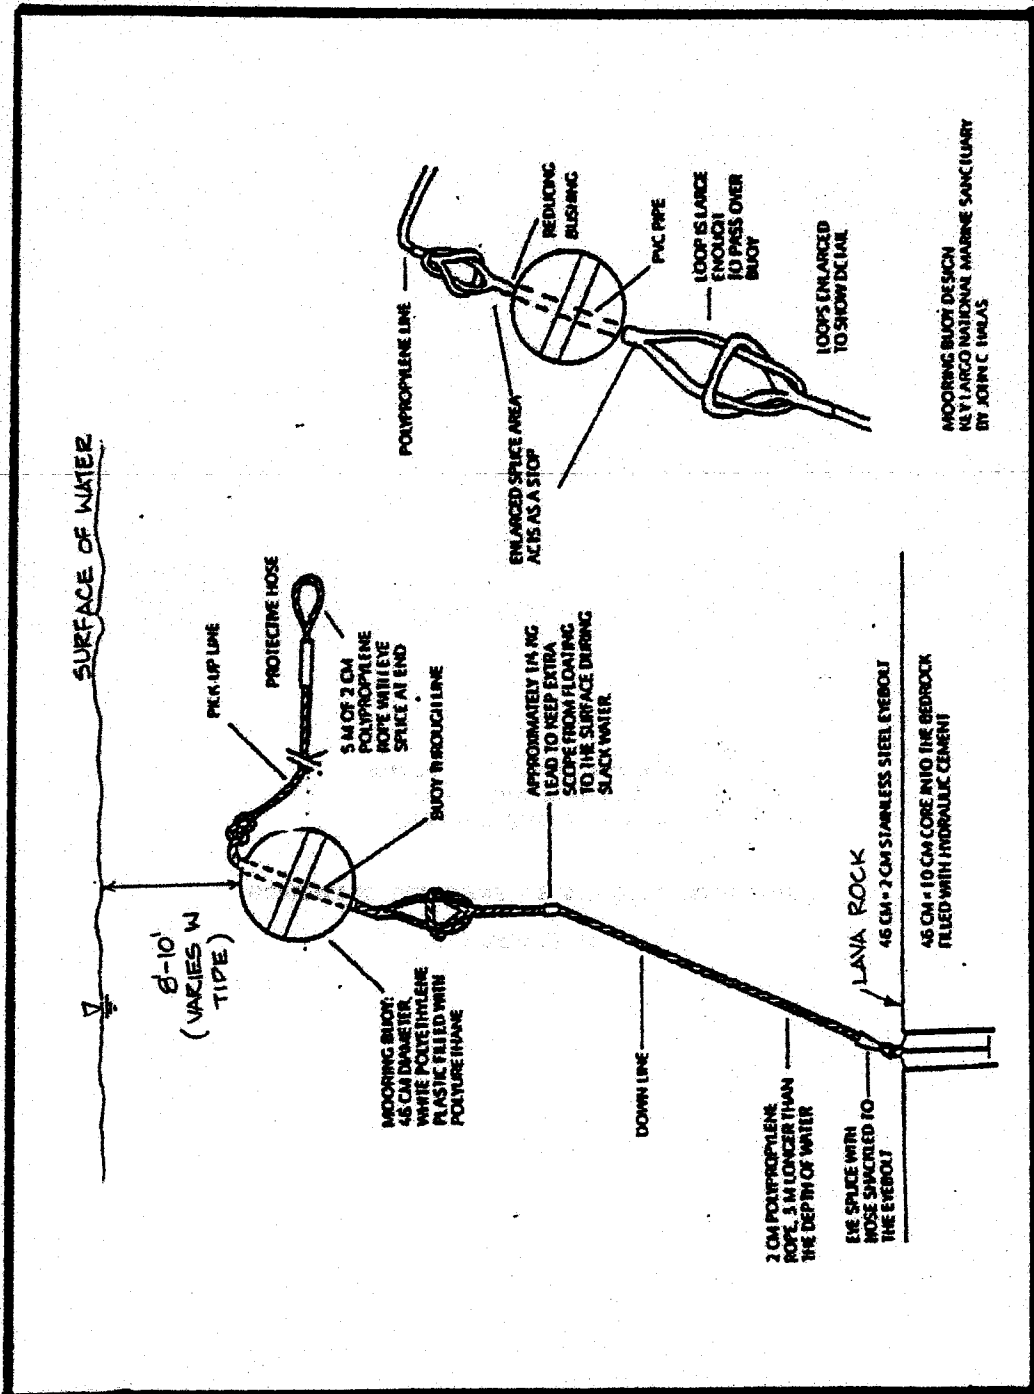 SURFACE OF WATER
8'-10'
(VARIES W
TIDE)
PICK-UP LINE
PROTECTIVE HOSE
5 M OF 2 CM
POLYPROPYLENE
ROPE WITH EYE
SPLICE AT END
BUOY THROUGH LINE
MOORING BUOY:
46 CM DIAMETER,
WHITE POLYETHYLENE
PLASTIC FILLED WITH
POLYURETHANE
APPROXIMATELY
LEAD TO KEEP EXTRA
SCOPE FROM FLOATING
TO THE SURFACE DURING
SLACK WATER.
DOWN LINE
2 CM POLYPROPYLENE
ROPE, 3 M LONGER THAN
THE DEPTH OF WATER
EYE SPLICE WITH
HOSE SHACKLED TO
THE EYEBOLT
LAVA ROCK
46 CM × 2 CM STAINLESS STEEL EYEBOLT
46 CM × 10 CM CORE INTO THE BEDROCK
FILLED WITH HYDRAULIC CEMENT
POLYPROPYLENE LINE
REDUCING
BUSHING
ENLARGED SPLICE AREA
ACTS AS A STOP
PVC PIPE
LOOP IS LARGE
ENOUGH
TO PASS OVER
BUOY
LOOPS ENLARGED
TO SHOW DETAIL
MOORING BUOY DESIGN
KEY LARGO NATIONAL MARINE SANCTUARY
BY JOHN C. HALAS